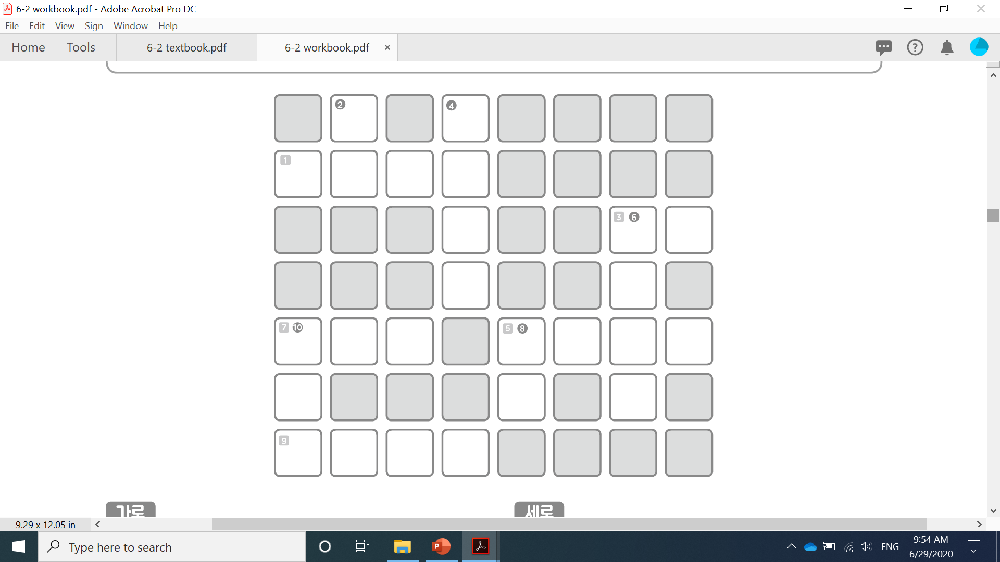 6-2 workbook.pdf - Adobe Acrobat Pro DC
File Edit View Sign Window Help
Home Tools 6-2 textbook.pdf 6-2 workbook.pdf ×
2 4
1
3 6
7 10 5 8
9
가로 세로
9.29 x 12.05 in
Type here to search
ENG
9:54 AM
6/29/2020